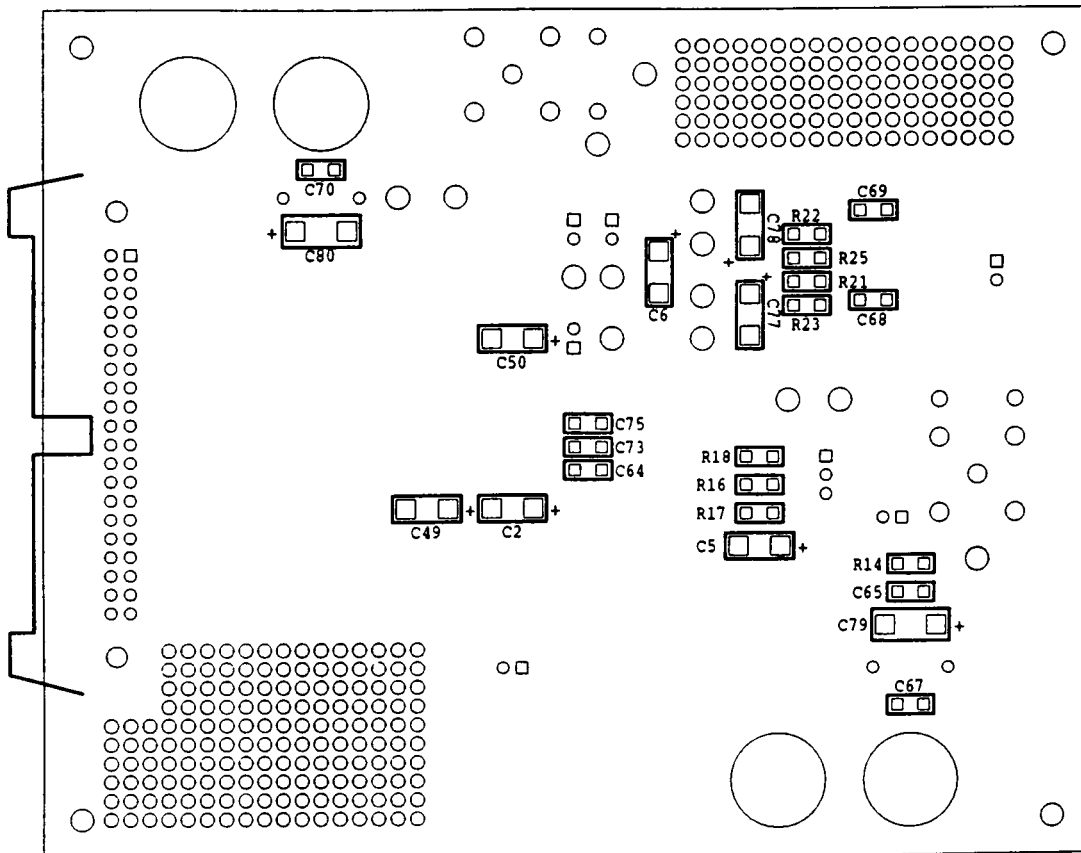 C70
+
C80
C69
R22
C78
+
+
R25
+
R21
C6
C77
R23
C68
C50
+
C75
C73
C64
R18
R16
R17
C49
+
C2
+
C5
+
R14
C65
C79
+
C67